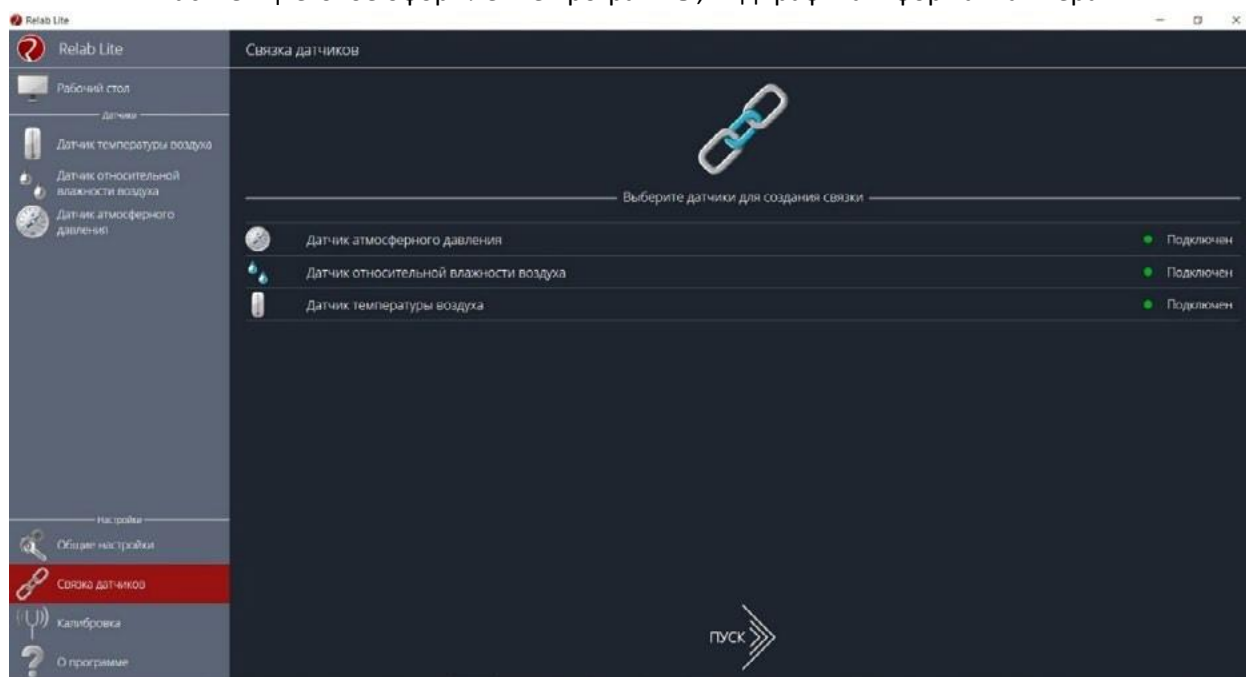 Relab Lite
Relab Lite
Связка датчиков
Рабочий стол
Датчики
Датчик температуры воздуха
Датчик относительной
влажности воздуха
Датчик атмосферного
давления
Выберите датчики для создания связки
Датчик атмосферного давления
Подключен
Датчик относительной влажности воздуха
Подключен
Датчик температуры воздуха
Подключен
Настройки
Общие настройки
Связка датчиков
Калибровка
О программе
ПУСК